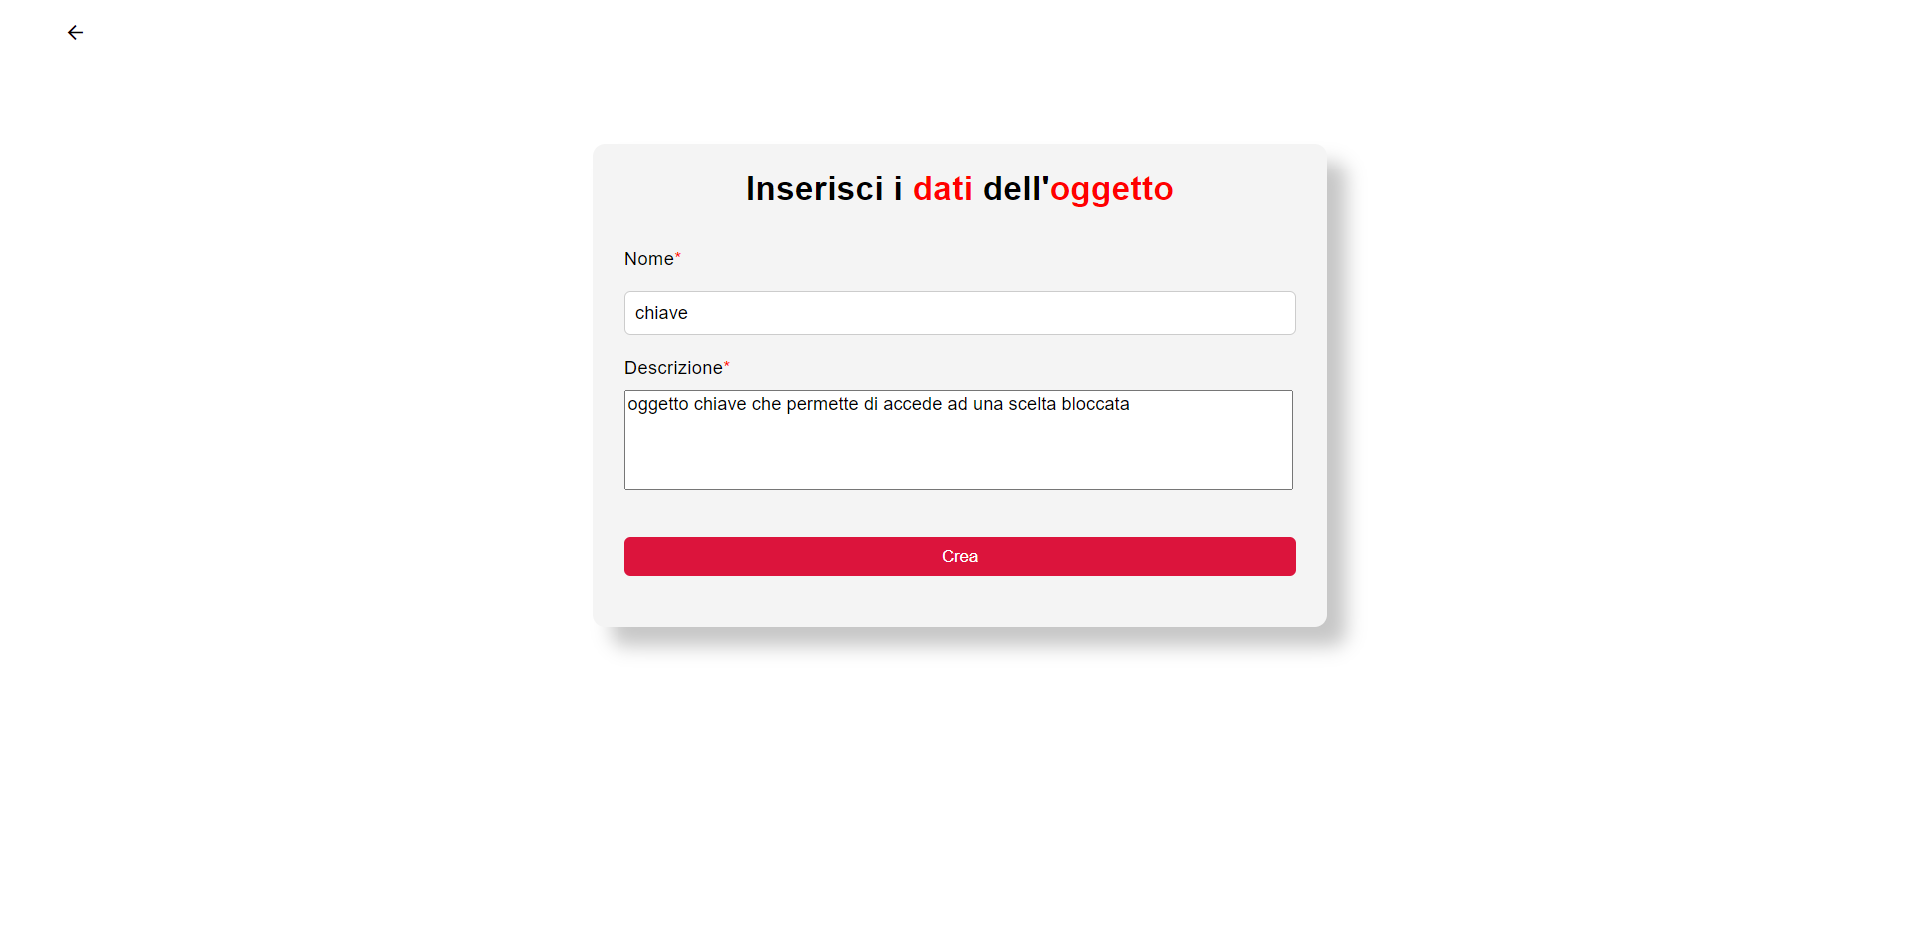 Inserisci i dati dell'oggetto
Nome*
chiave
Descrizione*
oggetto chiave che permette di accede ad una scelta bloccata
Crea